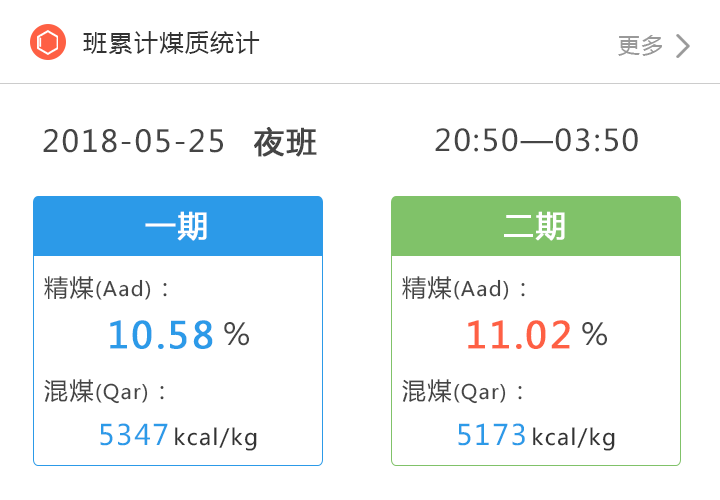 班累计煤质统计 更多
2018-05-25 夜班 20:50—03:50
一期
精煤(Aad)：
10.58 %
混煤(Qar)：
5347 kcal/kg
二期
精煤(Aad)：
11.02 %
混煤(Qar)：
5173 kcal/kg